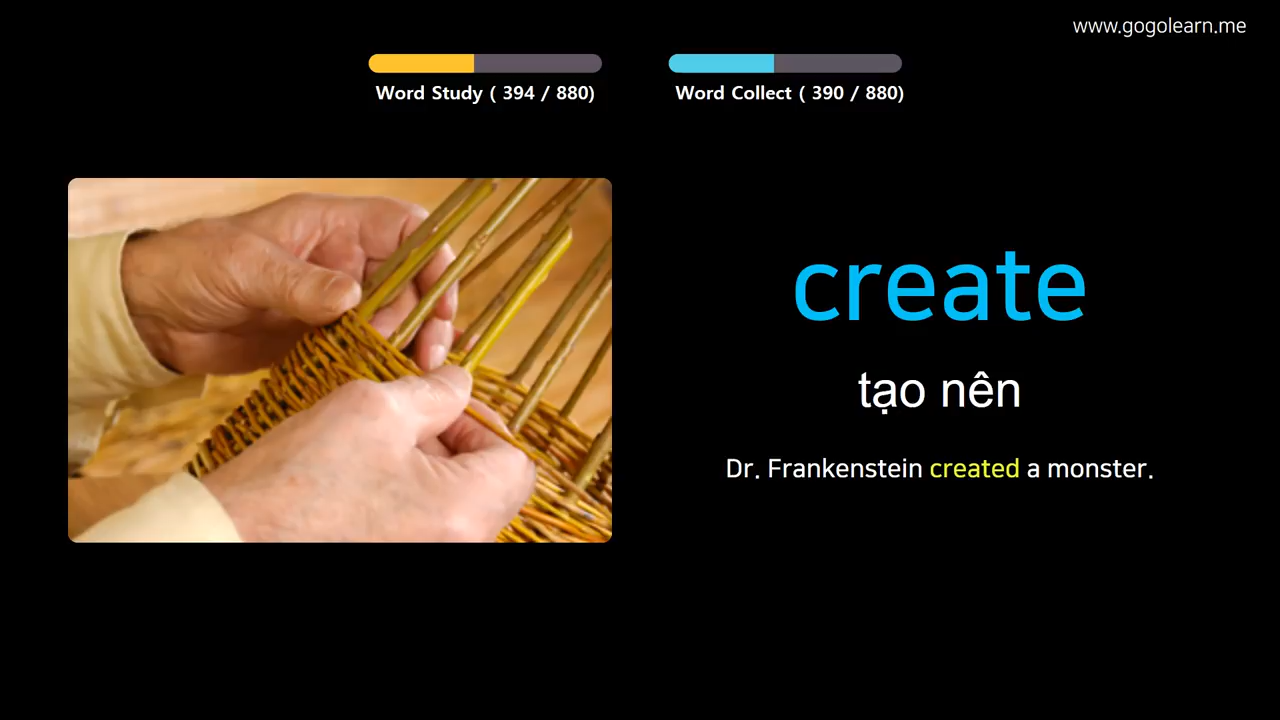 www.gogolearn.me
Word Study ( 394 / 880)
Word Collect ( 390 / 880)
create
tạo nên
Dr. Frankenstein created a monster.